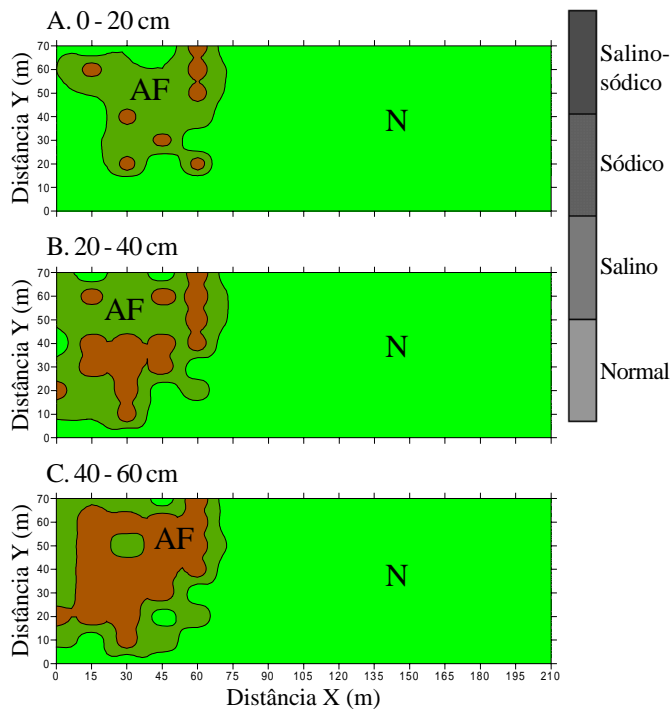 A. 0 - 20 cm
Distância Y (m)
70
60
50
40
30
20
10
0
AF
N
B. 20 - 40 cm
Distância Y (m)
70
60
50
40
30
20
10
0
AF
N
C. 40 - 60 cm
Distância Y (m)
70
60
50
40
30
20
10
0
AF
N
0 15 30 45 60 75 90 105 120 135 150 165 180 195 210
Distância X (m)
Salino-
sódico
Sódico
Salino
Normal